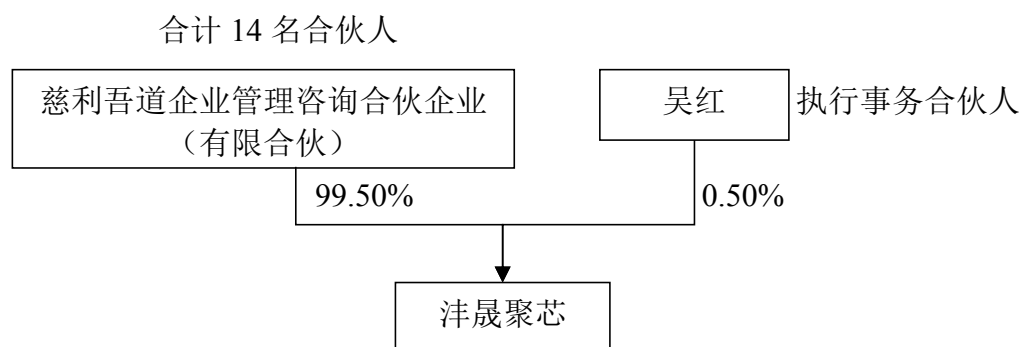 合计 14 名合伙人
慈利吾道企业管理咨询合伙企业
（有限合伙）
吴红
执行事务合伙人
99.50%
0.50%
沣晟聚芯